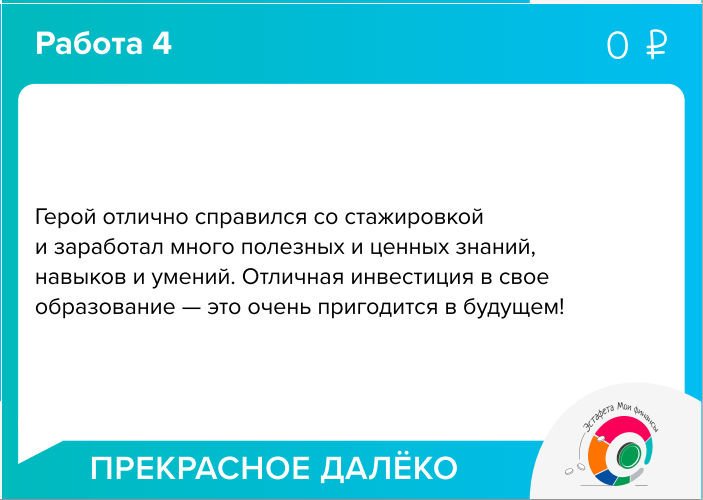 Работа 4
0 ₽
Герой отлично справился со стажировкой
и заработал много полезных и ценных знаний,
навыков и умений. Отличная инвестиция в свое
образование — это очень пригодится в будущем!
Эстафета Мои финансы
ПРЕКРАСНОЕ ДАЛЁКО